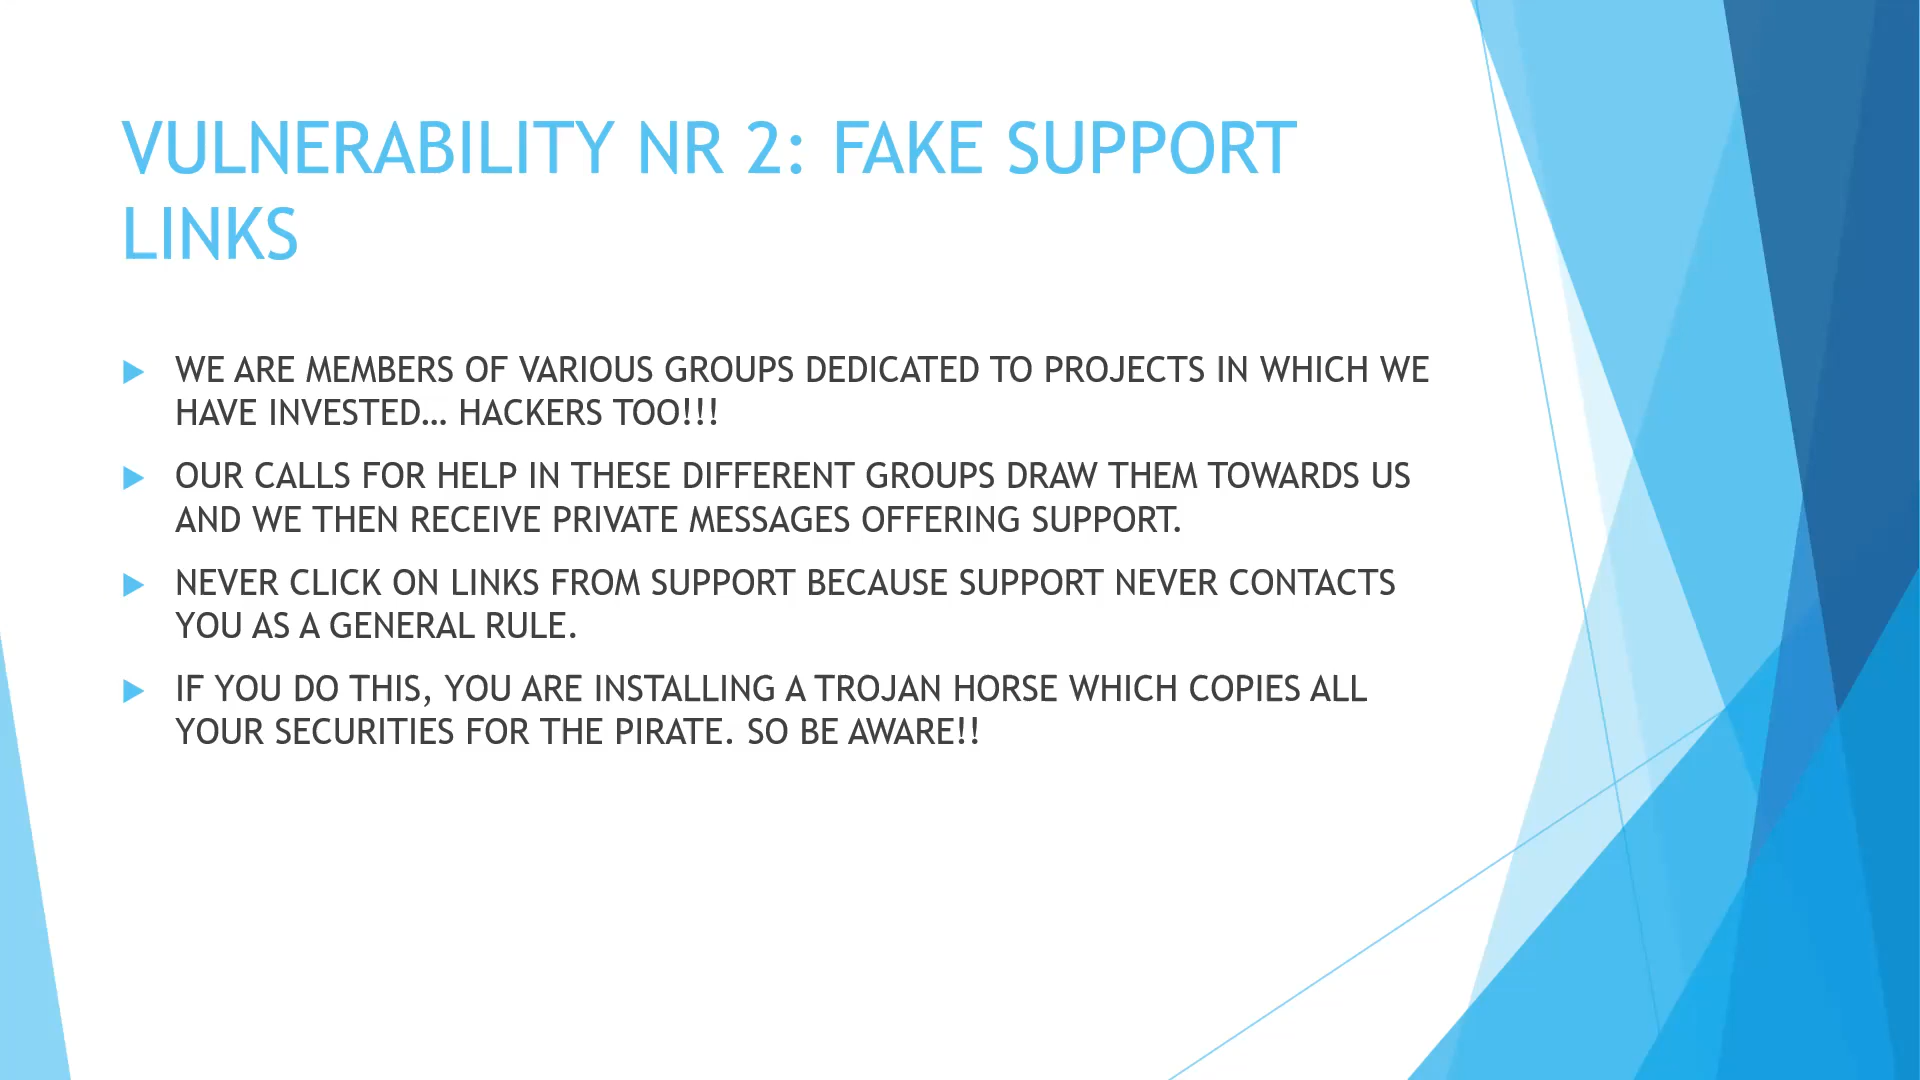 VULNERABILITY NR 2: FAKE SUPPORT
LINKS
WE ARE MEMBERS OF VARIOUS GROUPS DEDICATED TO PROJECTS IN WHICH WE
HAVE INVESTED… HACKERS TOO!!!
OUR CALLS FOR HELP IN THESE DIFFERENT GROUPS DRAW THEM TOWARDS US
AND WE THEN RECEIVE PRIVATE MESSAGES OFFERING SUPPORT.
NEVER CLICK ON LINKS FROM SUPPORT BECAUSE SUPPORT NEVER CONTACTS
YOU AS A GENERAL RULE.
IF YOU DO THIS, YOU ARE INSTALLING A TROJAN HORSE WHICH COPIES ALL
YOUR SECURITIES FOR THE PIRATE. SO BE AWARE!!